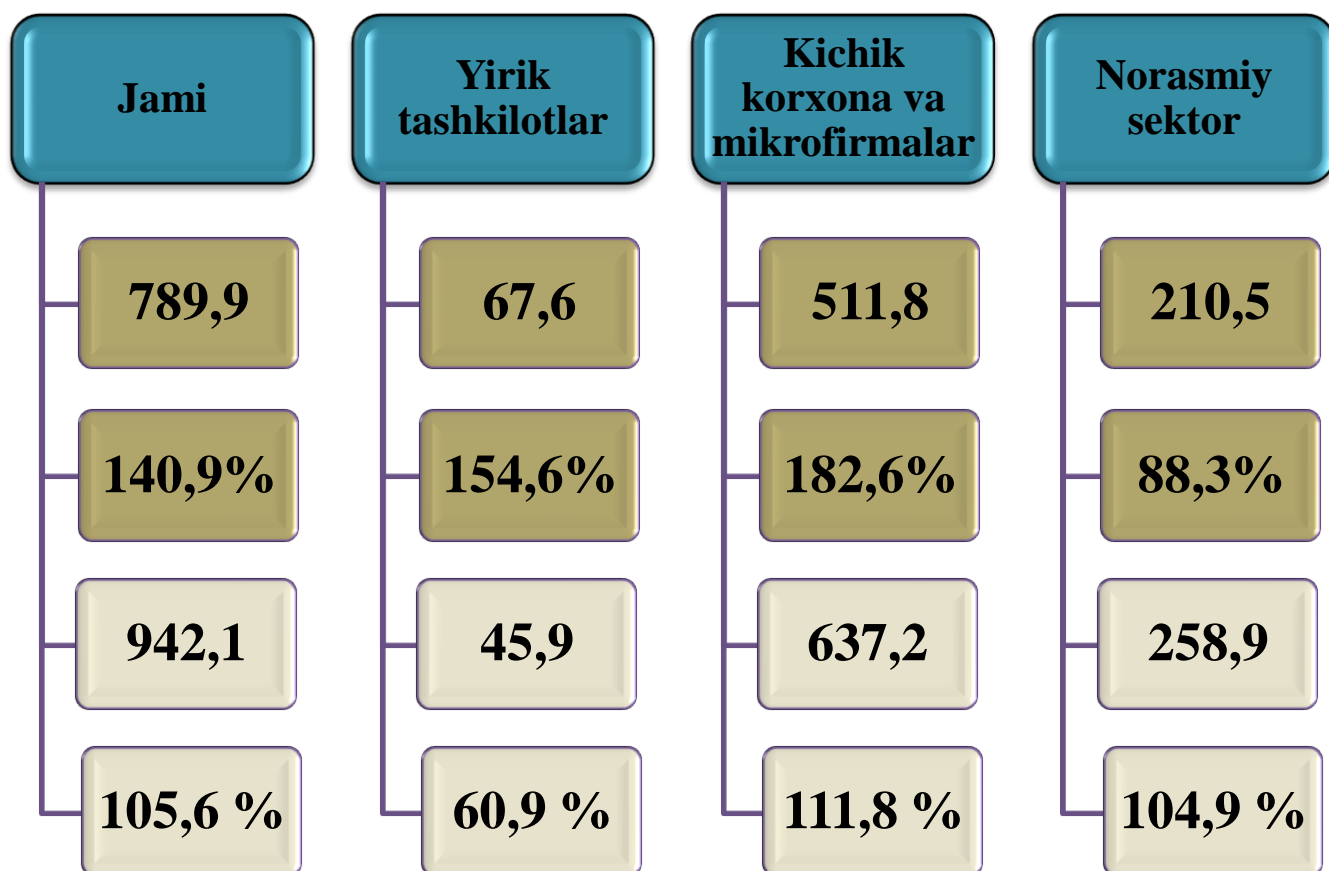 Jami
789,9
140,9%
942,1
105,6 %
Yirik
tashkilotlar
67,6
154,6%
45,9
60,9 %
Kichik
korxona va
mikrofirmalar
511,8
182,6%
637,2
111,8 %
Norasmiy
sektor
210,5
88,3%
258,9
104,9 %